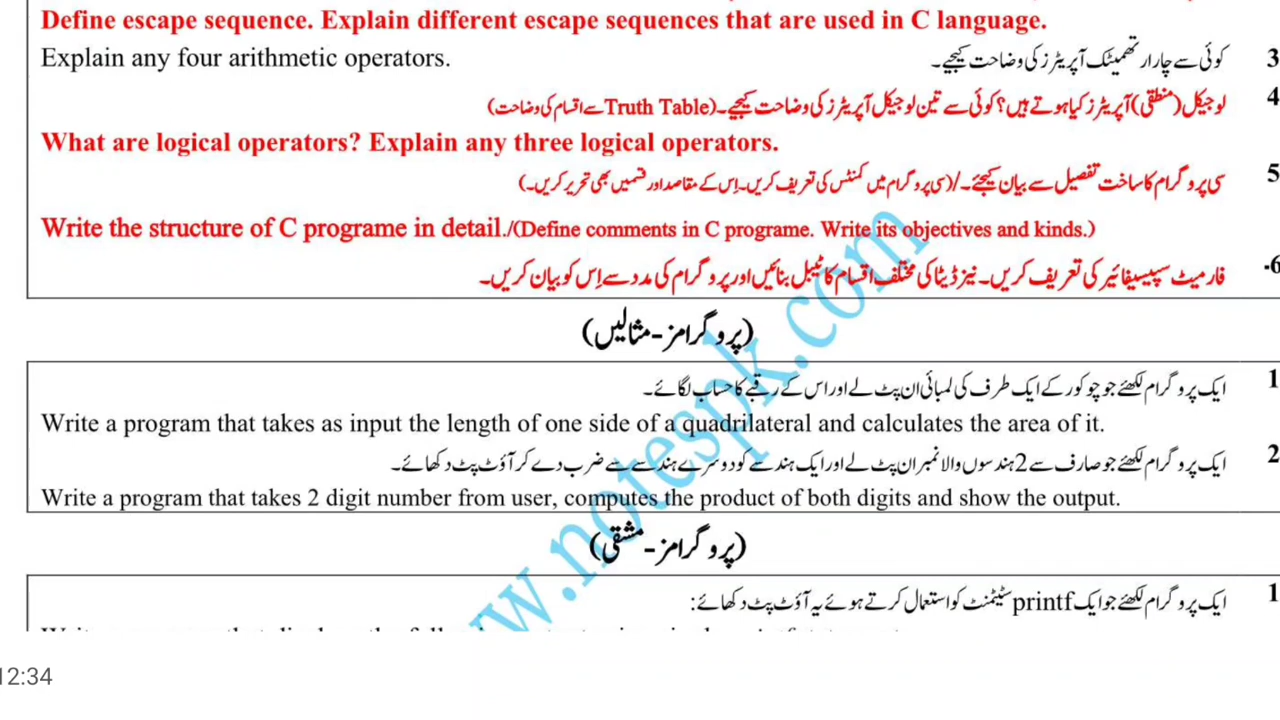 Define escape sequence. Explain different escape sequences that are used in C language.
Explain any four arithmetic operators. کوئی سے چار ارتھمیٹک آپریٹرز کی وضاحت کیجیے۔ 3
لوجیکل (منطقی) آپریٹرز کیا ہوتے ہیں؟ کوئی سے تین لوجیکل آپریٹرز کی وضاحت کیجیے۔ (Truth Table سے اقسام کی وضاحت) 4
What are logical operators? Explain any three logical operators.
سی پروگرام کا ساخت تفصیل سے بیان کیجئے۔/(سی پروگرام میں کمنٹس کی تعریف کریں۔ اِس کے مقاصد اور قسمیں بھی تحریر کریں۔) 5
Write the structure of C programe in detail./(Define comments in C programe. Write its objectives and kinds.)
فارمیٹ سپیسیفائیر کی تعریف کریں۔ نیز ڈیٹا کی مختلف اقسام کا ٹیبل بنائیں اور پروگرام کی مدد سے اِس کو بیان کریں۔ -6
(پروگرامز - مثالیں)
ایک پروگرام لکھئے جو چوکور کے ایک طرف کی لمبائی ان پٹ لے اور اس کے رقبے کا حساب لگائے۔ 1
Write a program that takes as input the length of one side of a quadrilateral and calculates the area of it.
ایک پروگرام لکھئے جو صارف سے 2 ہندسوں والا نمبر ان پٹ لے اور ایک ہندسے کو دوسرے ہندسے سے ضرب دے کر آؤٹ پٹ دکھائے۔ 2
Write a program that takes 2 digit number from user, computes the product of both digits and show the output.
(پروگرامز - مشقی)
ایک پروگرام لکھئے جو ایک printf سٹیٹمنٹ کو استعمال کرتے ہوئے یہ آؤٹ پٹ دکھائے: 1
www.notespk.com
12:34